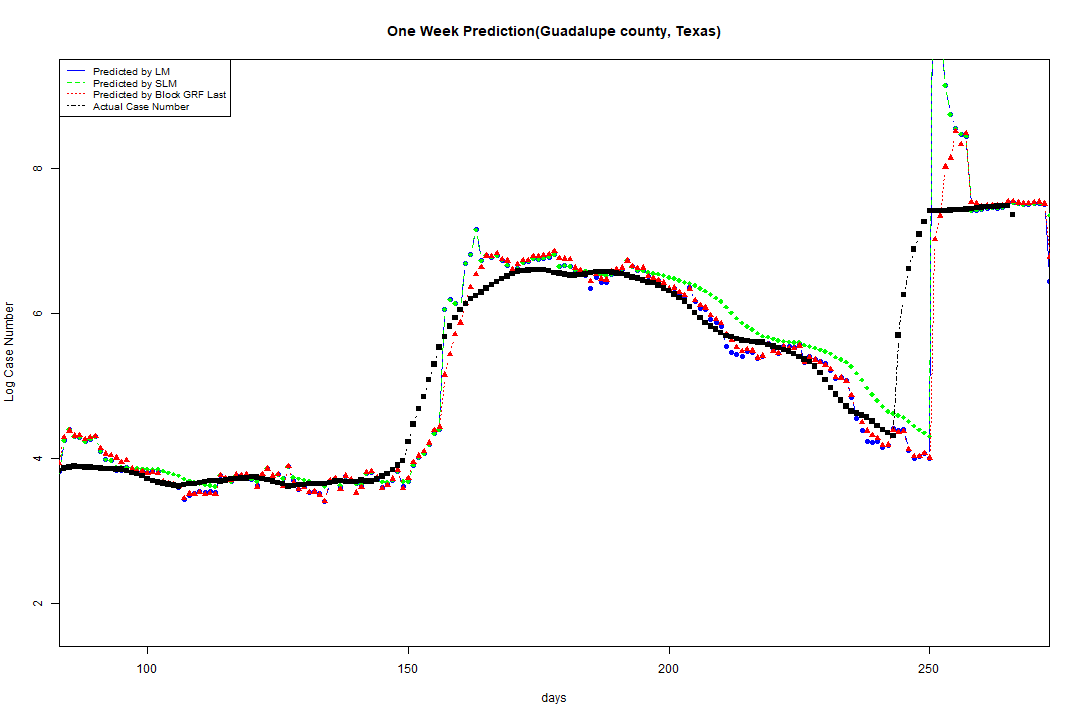 One Week Prediction(Guadalupe county, Texas)
Predicted by LM
Predicted by SLM
Predicted by Block GRF Last
Actual Case Number
Log Case Number
8
6
4
2
100 150 200 250
days